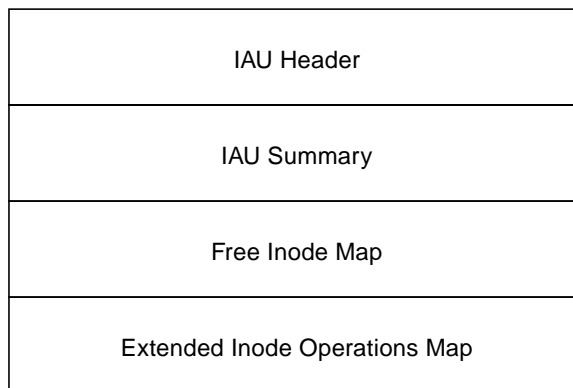 IAU Header
IAU Summary
Free Inode Map
Extended Inode Operations Map